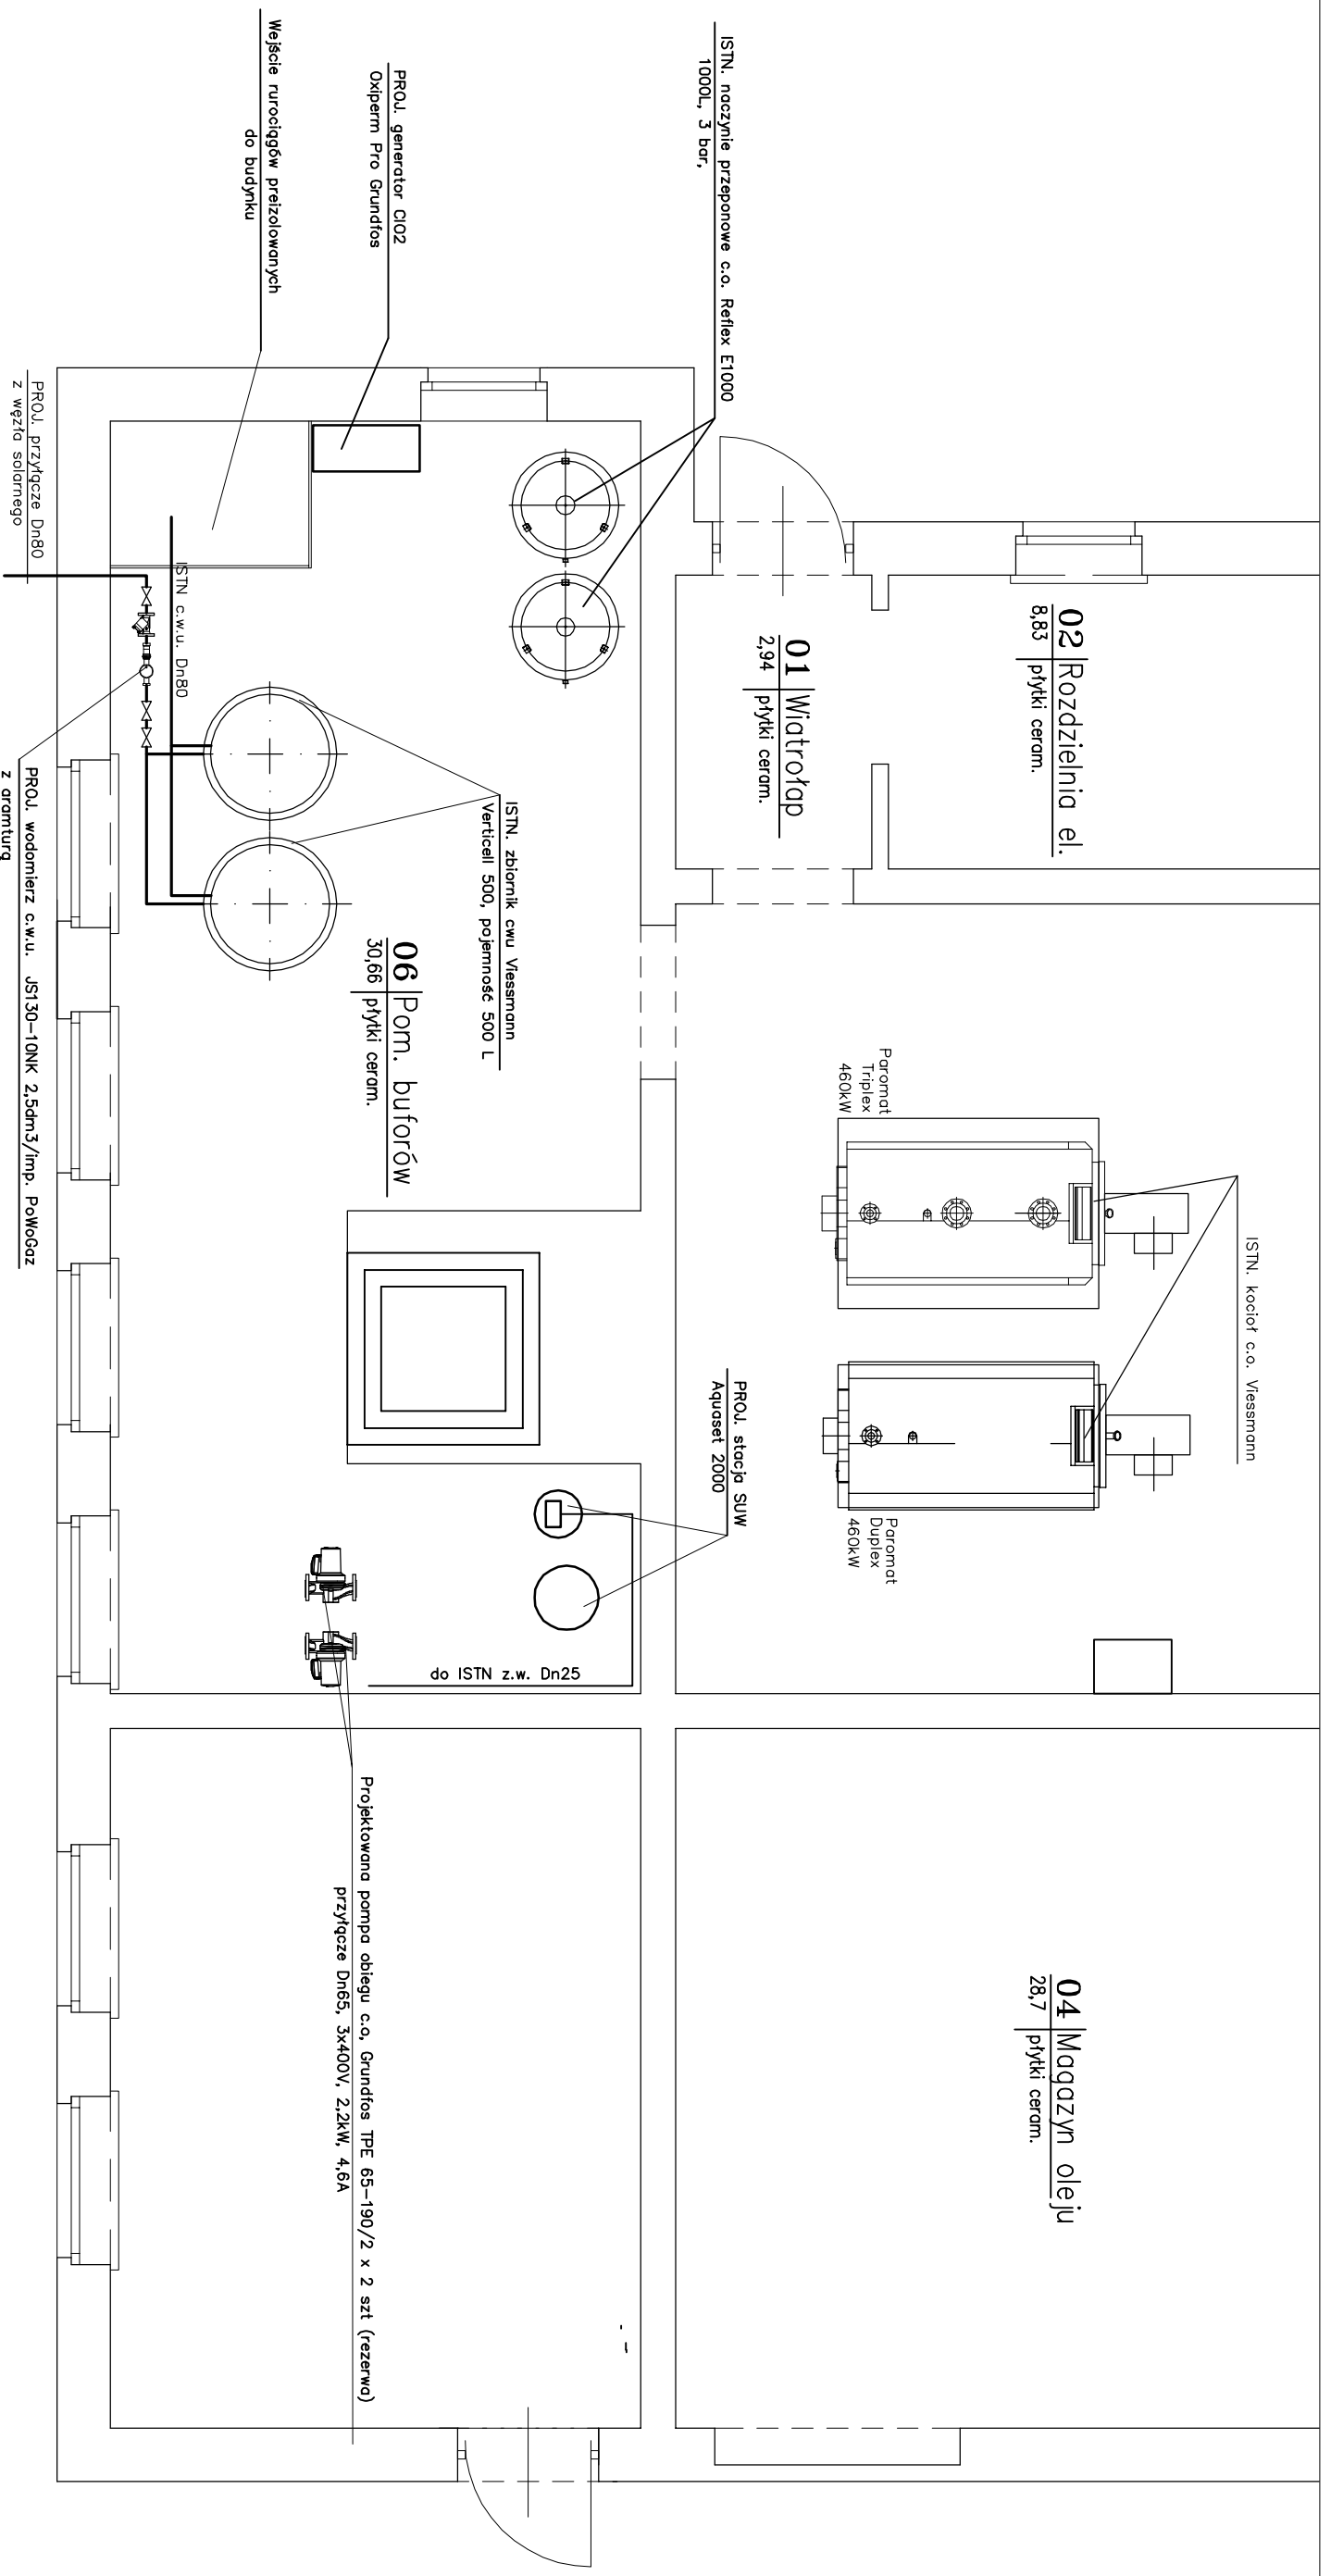 ISTN. naczynie przeponowe c.o. Reflex E1000
1000L, 3 bar,
PROJ. generator ClO2
Oxiperm Pro Grundfos
Wejście rurociągów preizolowanych
do budynku
PROJ. przyłącze Dn80
z węzła solarnego
ISTN c.w.u. Dn80
PROJ. wodomierz c.w.u. JS130-10NK 2,5dm3/imp. PoWoGaz
z aramturą
02 Rozdzielnia el.
8,83 płytki ceram.
01 Wiatrołap
2,94 płytki ceram.
ISTN. zbiornik cwu Viessmann
Verticell 500, pojemność 500 L
06 Pom. buforów
30,66 płytki ceram.
ISTN. kocioł c.o. Viessmann
Paromat
Triplex
460kW
Paromat
Duplex
460kW
PROJ. stacja SUW
Aquaset 2000
do ISTN z.w. Dn25
Projektowana pompa obiegu c.o, Grundfos TPE 65-190/2 x 2 szt (rezerwa)
przyłącze Dn65, 3x400V, 2,2kW, 4,6A
04 Magazyn oleju
28,7 płytki ceram.